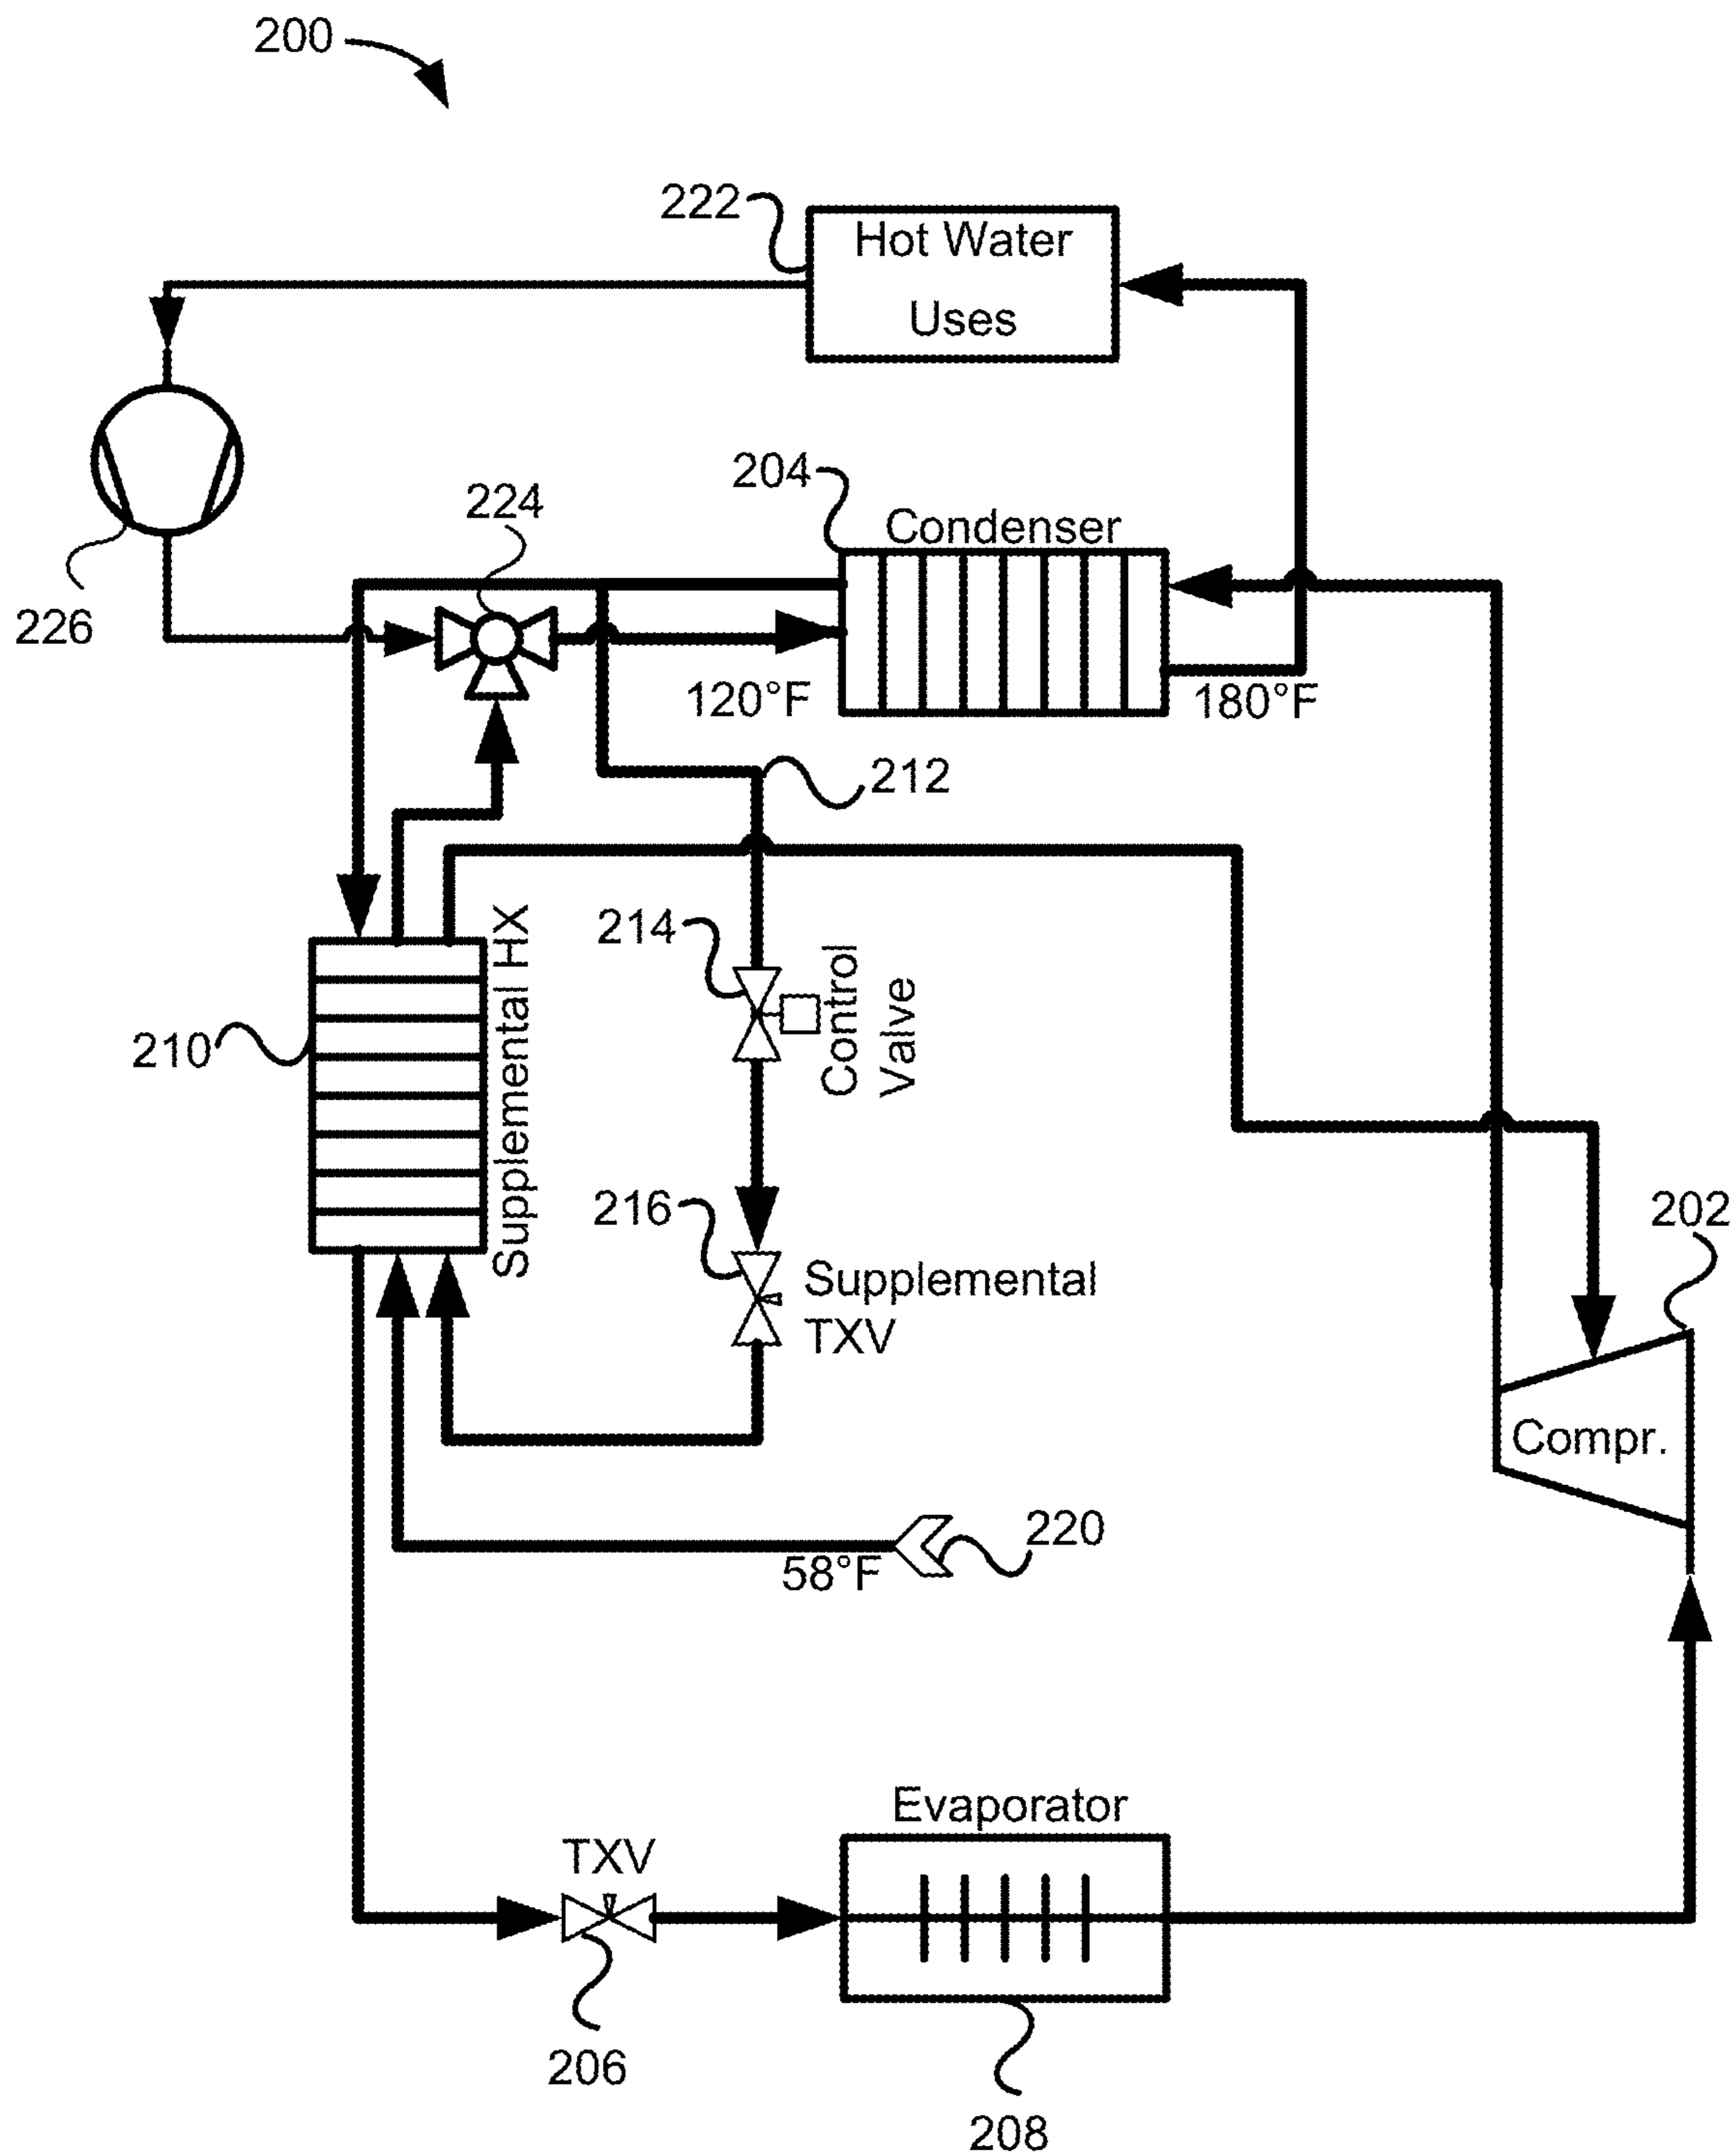 200
222
Hot Water
Uses
204
Condenser
224
226
120°F
180°F
212
214
Control
Valve
Supplemental HX
210
216
Supplemental
TXV
202
Compr.
220
58°F
Evaporator
TXV
206
208